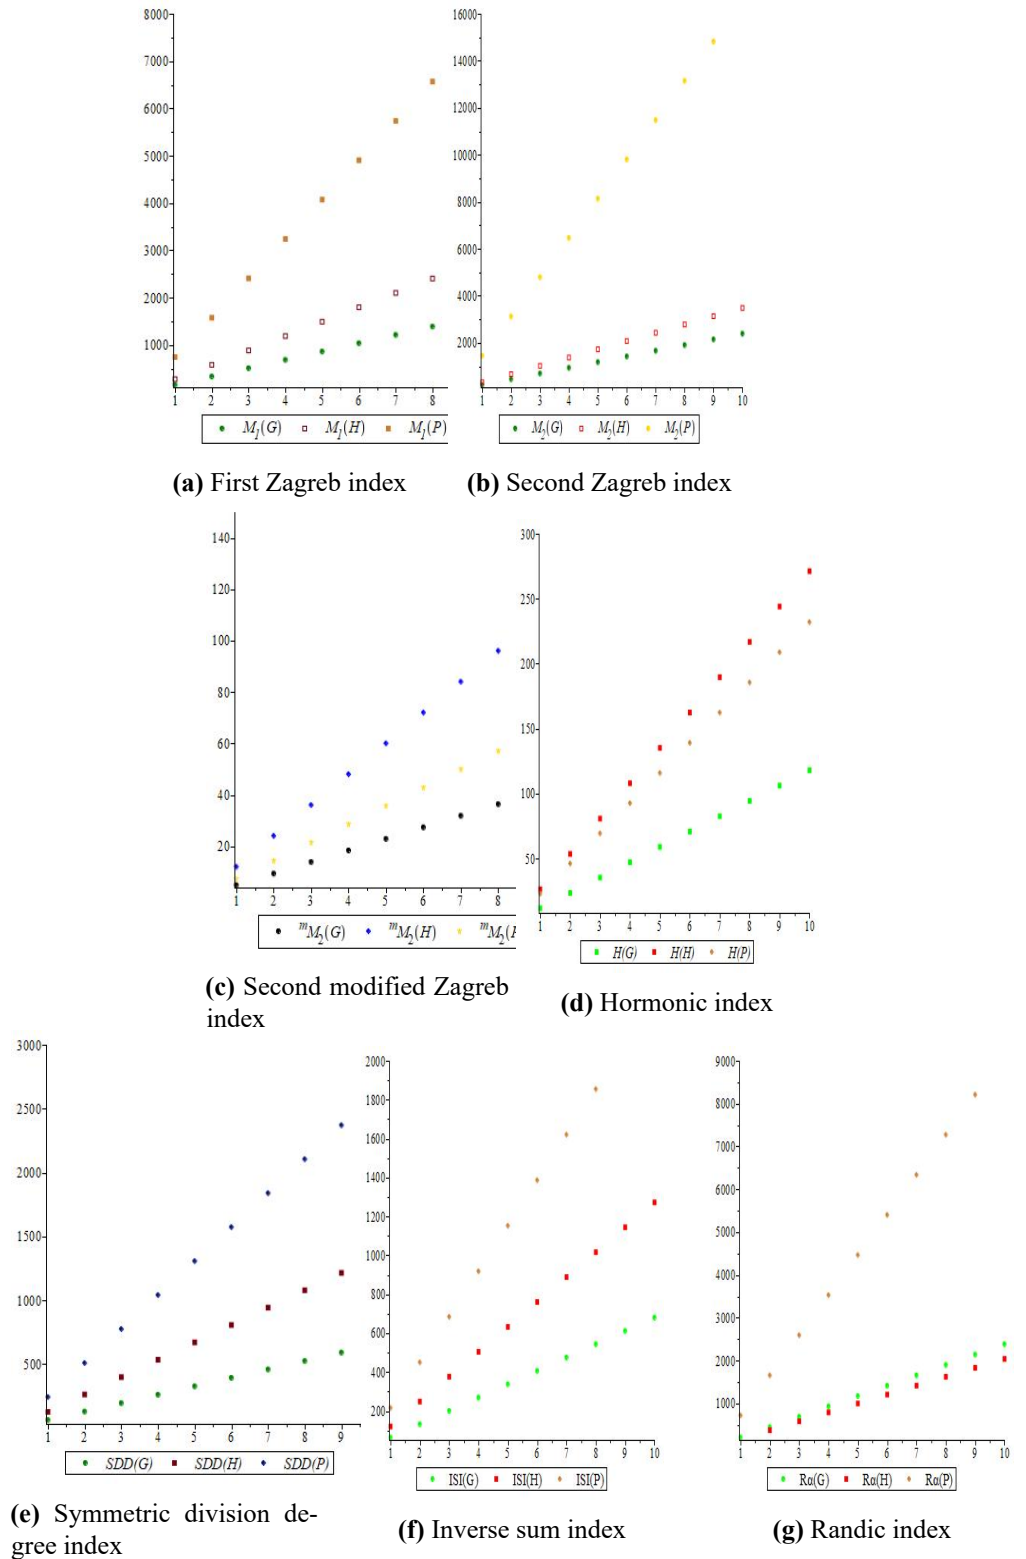 8000
7000
6000
5000
4000
3000
2000
1000
1 2 3 4 5 6 7 8
M1(G) M1(H) M1(P)
(a) First Zagreb index
16000
14000
12000
10000
8000
6000
4000
2000
1 2 3 4 5 6 7 8 9 10
M2(G) M2(H) M2(P)
(b) Second Zagreb index
140
120
100
80
60
40
20
1 2 3 4 5 6 7 8
mM2(G) mM2(H) mM2(
(c) Second modified Zagreb
index
300
250
200
150
100
50
1 2 3 4 5 6 7 8 9 10
H(G) H(H) H(P)
(d) Hormonic index
3000
2500
2000
1500
1000
500
1 2 3 4 5 6 7 8 9
SDD(G) SDD(H) SDD(P)
(e) Symmetric division de-
gree index
2000
1800
1600
1400
1200
1000
800
600
400
200
1 2 3 4 5 6 7 8 9 10
ISI(G) ISI(H) ISI(P)
(f) Inverse sum index
9000
8000
7000
6000
5000
4000
3000
2000
1000
1 2 3 4 5 6 7 8 9 10
Rα(G) Rα(H) Rα(P)
(g) Randic index